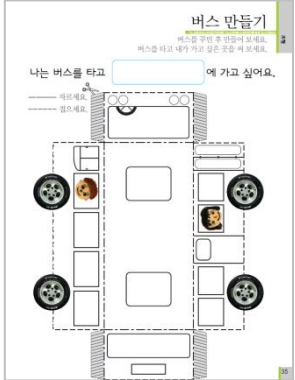 버스 만들기
버스를 꾸민 후 만들어 보세요.
버스를 타고 내가 가고 싶은 곳을 써 보세요.
나는 버스를 타고 에 가고 싶어요.
자르세요.
접으세요.
35